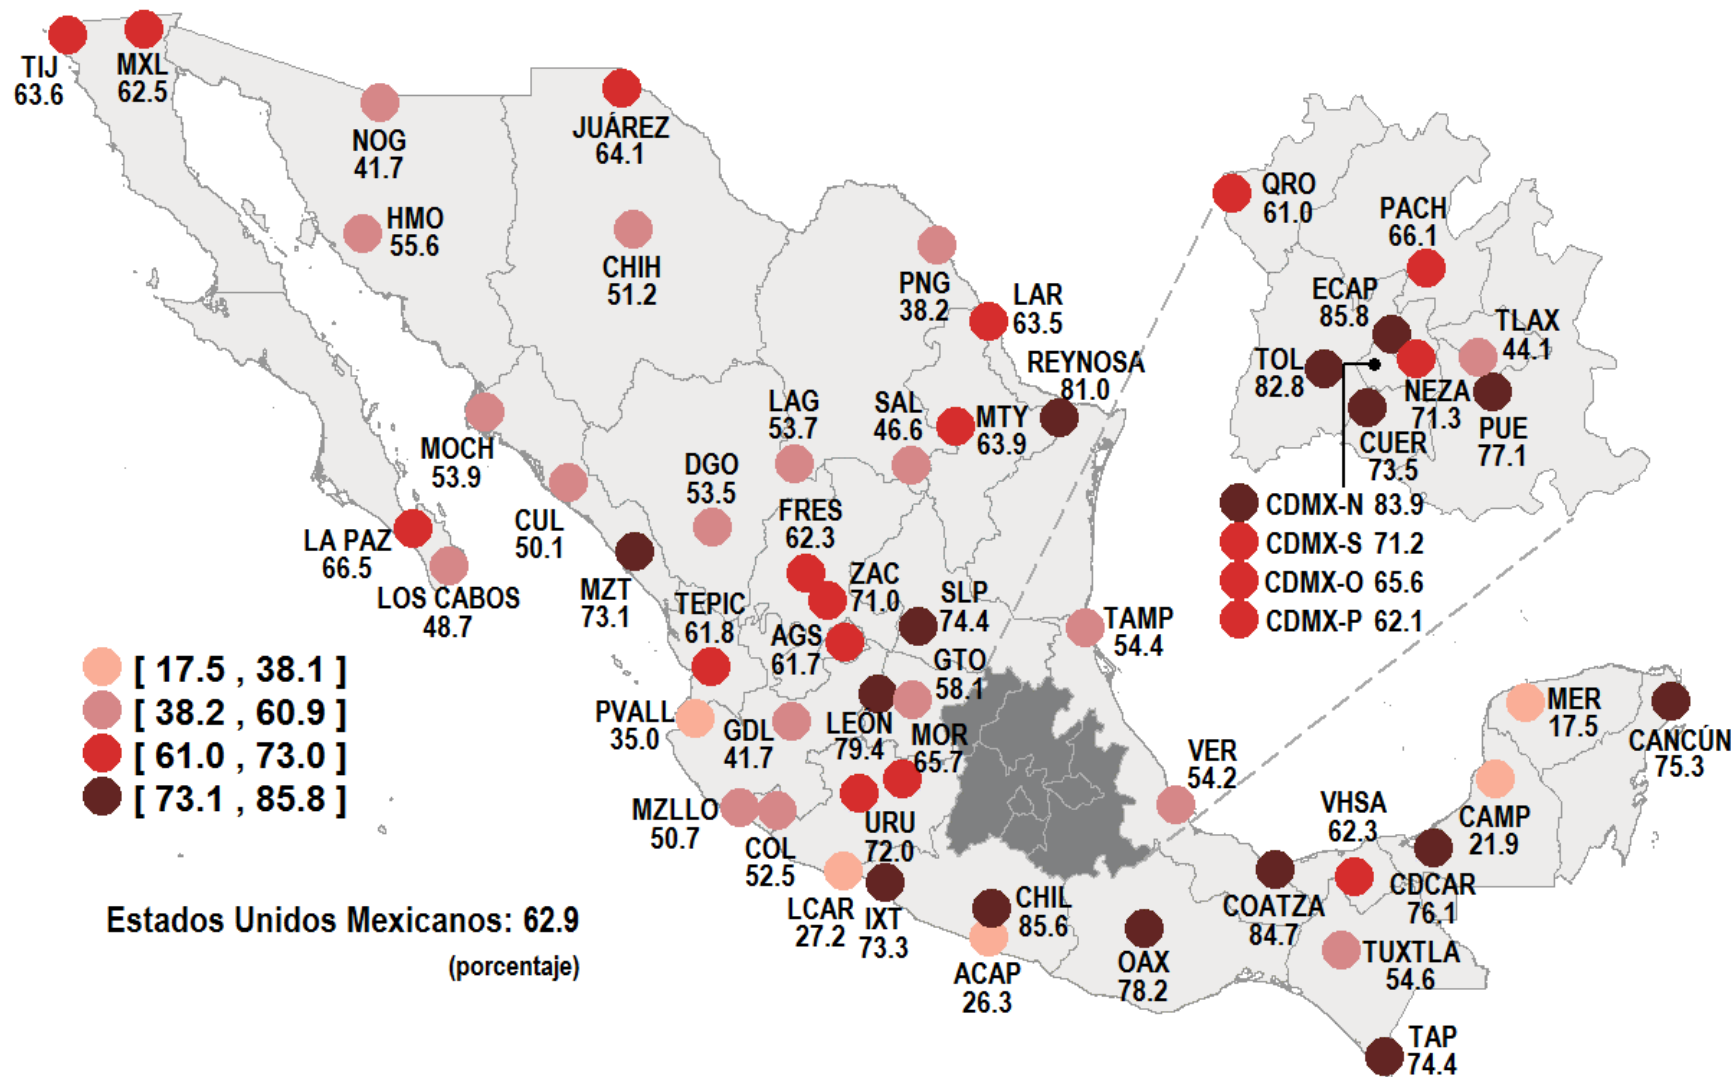 TIJ
63.6
MXL
62.5
NOG
41.7
HMO
55.6
JUÁREZ
64.1
CHIH
51.2
PNG
38.2
LAR
63.5
REYNOSA
81.0
LAG
53.7
SAL
46.6
MTY
63.9
MOCH
53.9
DGO
53.5
CUL
50.1
FRES
62.3
LA PAZ
66.5
LOS CABOS
48.7
MZT
73.1
ZAC
71.0
SLP
74.4
TEPIC
61.8
AGS
61.7
GTO
58.1
TAMP
54.4
PVALL
35.0
GDL
41.7
LEÓN
79.4
MOR
65.7
MZLLO
50.7
COL
52.5
URU
72.0
LCAR
27.2
IXT
73.3
CHIL
85.6
ACAP
26.3
OAX
78.2
VER
54.2
COATZA
84.7
VHSA
62.3
CDCAR
76.1
TUXTLA
54.6
TAP
74.4
MER
17.5
CAMP
21.9
CANCÚN
75.3
QRO
61.0
PACH
66.1
ECAP
85.8
TLAX
44.1
TOL
82.8
NEZA
71.3
CUER
73.5
PUE
77.1
CDMX-N 83.9
CDMX-S 71.2
CDMX-O 65.6
CDMX-P 62.1
[ 17.5 , 38.1 ]
[ 38.2 , 60.9 ]
[ 61.0 , 73.0 ]
[ 73.1 , 85.8 ]
Estados Unidos Mexicanos: 62.9
(porcentaje)